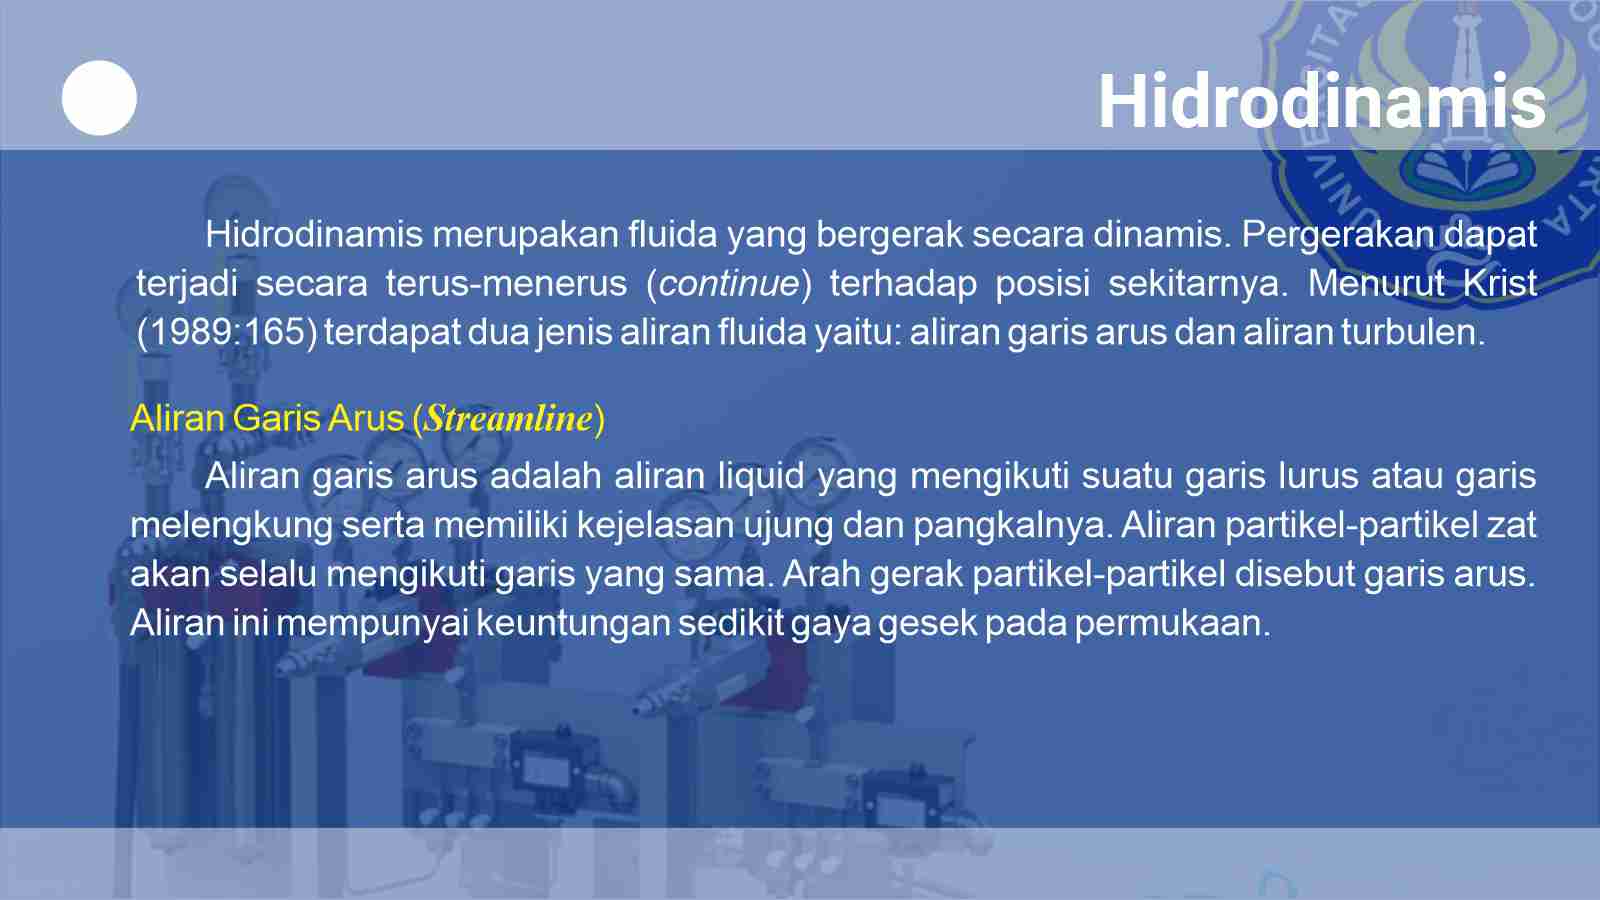 Hidrodinamis
Hidrodinamis merupakan fluida yang bergerak secara dinamis. Pergerakan dapat
terjadi secara terus-menerus (continue) terhadap posisi sekitarnya. Menurut Krist
(1989:165) terdapat dua jenis aliran fluida yaitu: aliran garis arus dan aliran turbulen.
Aliran Garis Arus (Streamline)
Aliran garis arus adalah aliran liquid yang mengikuti suatu garis lurus atau garis
melengkung serta memiliki kejelasan ujung dan pangkalnya. Aliran partikel-partikel zat
akan selalu mengikuti garis yang sama. Arah gerak partikel-partikel disebut garis arus.
Aliran ini mempunyai keuntungan sedikit gaya gesek pada permukaan.
UNIVERSITAS